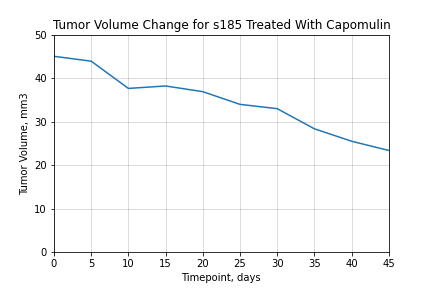 Tumor Volume Change for s185 Treated With Capomulin
Tumor Volume, mm3
50
40
30
20
10
0
0 5 10 15 20 25 30 35 40 45
Timepoint, days